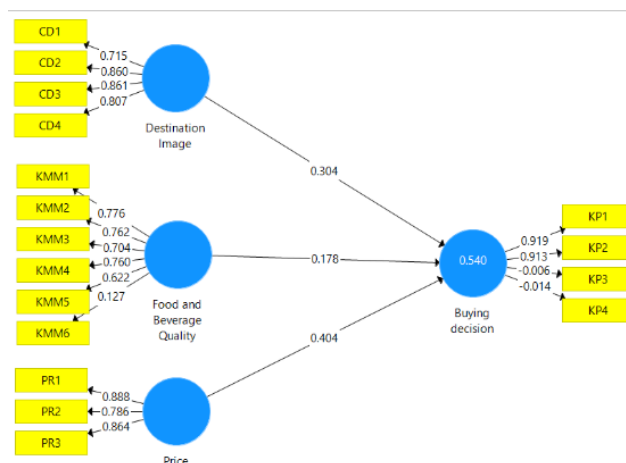 CD1
CD2
CD3
CD4
0.715
0.860
0.861
0.807
Destination
Image
0.304
KMM1
KMM2
KMM3
KMM4
KMM5
KMM6
0.776
0.762
0.704
0.760
0.622
0.127
Food and
Beverage
Quality
0.178
PR1
PR2
PR3
0.888
0.786
0.864
Price
0.404
0.540
Buying
decision
0.919
0.913
-0.006
-0.014
KP1
KP2
KP3
KP4